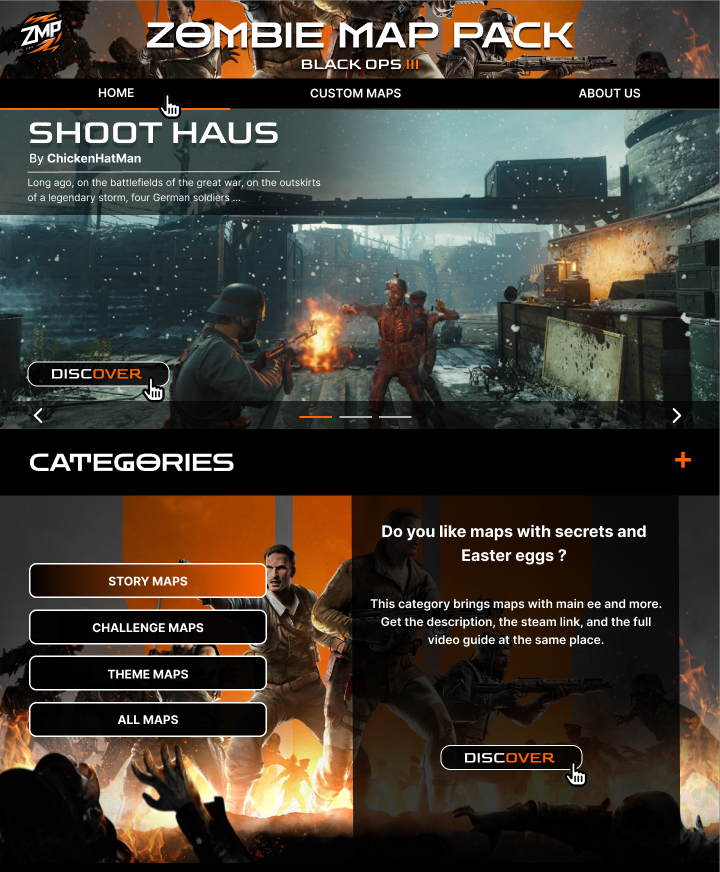 ZMP
ZOMBIE MAP PACK
BLACK OPS III
HOME
CUSTOM MAPS
ABOUT US
SHOOT HAUS
By ChickenHatMan
Long ago, on the battlefields of the great war, on the outskirts
of a legendary storm, four German soldiers ...
DISCOVER
CATEGORIES
+
Do you like maps with secrets and
Easter eggs ?
This category brings maps with main ee and more.
Get the description, the steam link, and the full
video guide at the same place.
STORY MAPS
CHALLENGE MAPS
THEME MAPS
ALL MAPS
DISCOVER